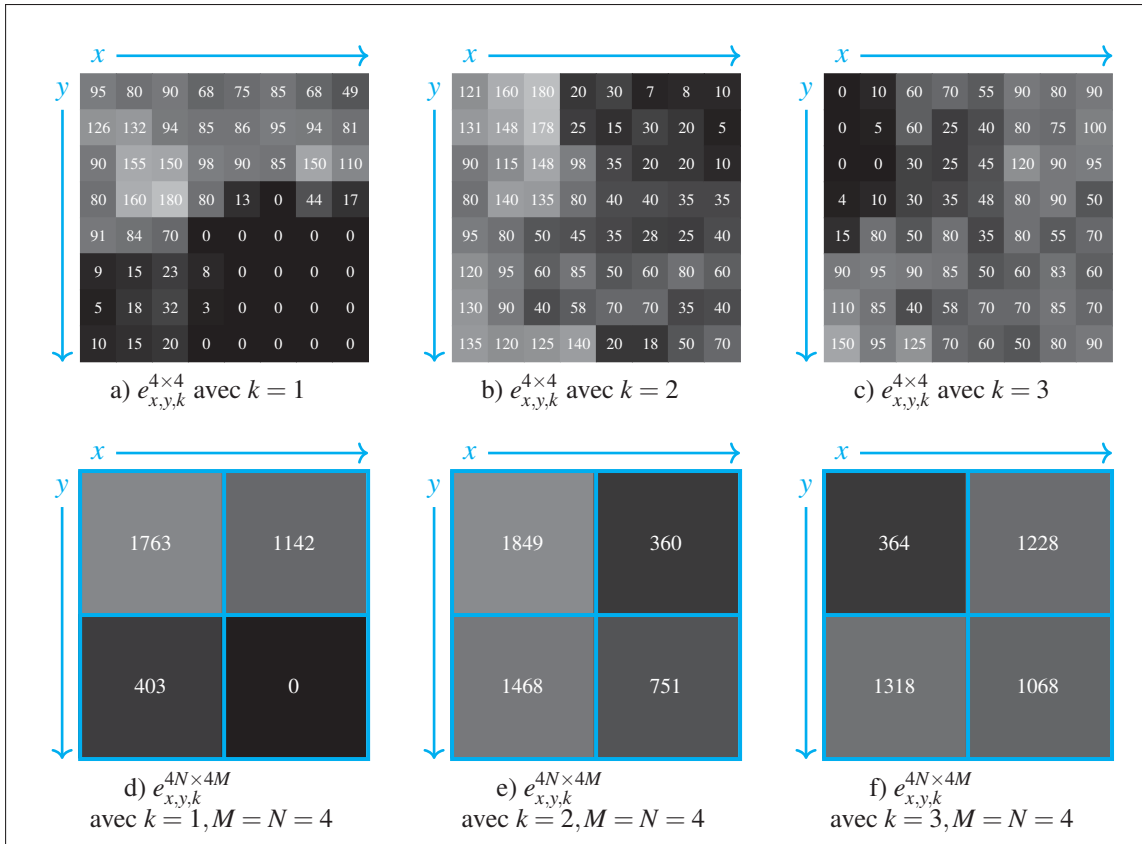 x x x
y y y
95 80 90 68 75 85 68 49 121 160 180 20 30 7 8 10 0 10 60 70 55 90 80 90
126 132 94 85 86 95 94 81 131 148 178 25 15 30 20 5 0 5 60 25 40 80 75 100
90 155 150 98 90 85 150 110 90 115 148 98 35 20 20 10 0 0 30 25 45 120 90 95
80 160 180 80 13 0 44 17 80 140 135 80 40 40 35 35 4 10 30 35 48 80 90 50
91 84 70 0 0 0 0 0 95 80 50 45 35 28 25 40 15 80 50 80 35 80 55 70
9 15 23 8 0 0 0 0 120 95 60 85 50 60 80 60 90 95 90 85 50 60 83 60
5 18 32 3 0 0 0 0 130 90 40 58 70 70 35 40 110 85 40 58 70 70 85 70
10 15 20 0 0 0 0 0 135 120 125 140 20 18 50 70 150 95 125 70 60 50 80 90
a) e^{4×4}_{x,y,k} avec k = 1 b) e^{4×4}_{x,y,k} avec k = 2 c) e^{4×4}_{x,y,k} avec k = 3
x x x
y y y
1763 1142 1849 360 364 1228
403 0 1468 751 1318 1068
d) e^{4N×4M}_{x,y,k} e) e^{4N×4M}_{x,y,k} f) e^{4N×4M}_{x,y,k}
avec k = 1, M = N = 4 avec k = 2, M = N = 4 avec k = 3, M = N = 4